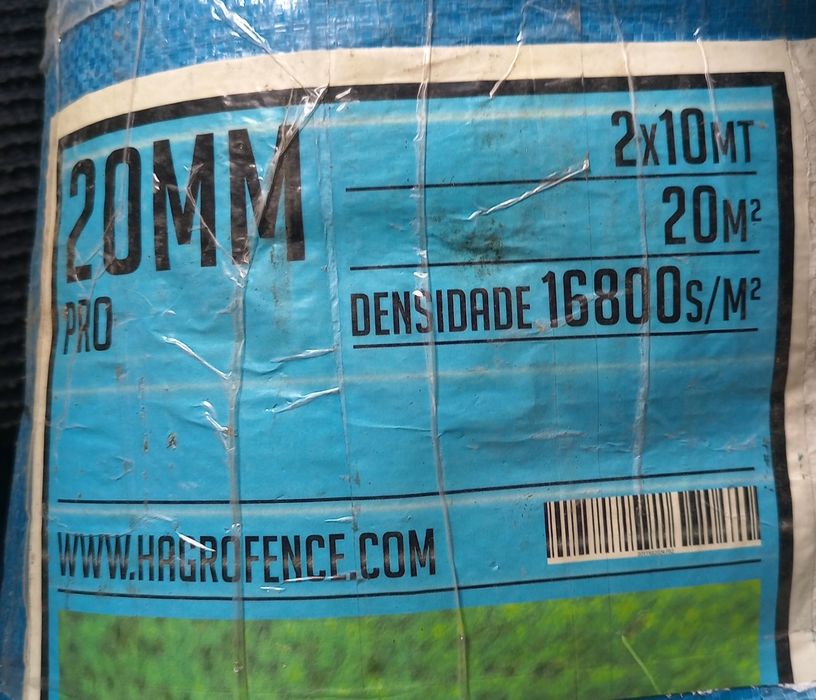 20MM
PRO
2x10MT
20M²
DENSIDADE 16800S/M²
WWW.HAGROFENCE.COM